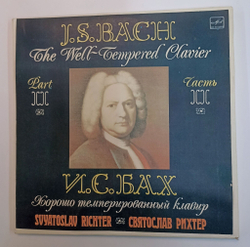 J.S.BACH
The Well-Tempered Clavier
Part
II
Часть
II
И.С.БАХ
Хорошо темперированный клавир
SVYATOSLAV RICHTER
СВЯТОСЛАВ РИХТЕР